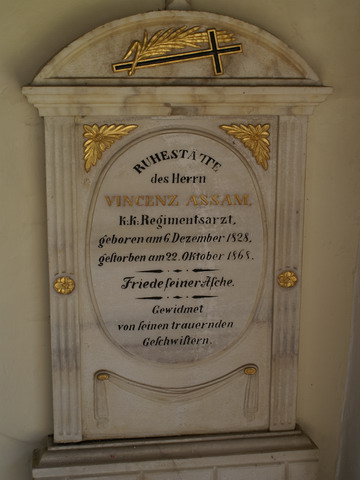 RUHESTÄTTE
des Herrn
VINCENZ ASSAM,
k.k. Regimentsarzt,
geboren am 6. Dezember 1828.
geſtorben am 22. Oktober 1868.
Friede ſeiner Aſche.
Gewidmet
von ſeinen trauernden
Geſchwiſtern.